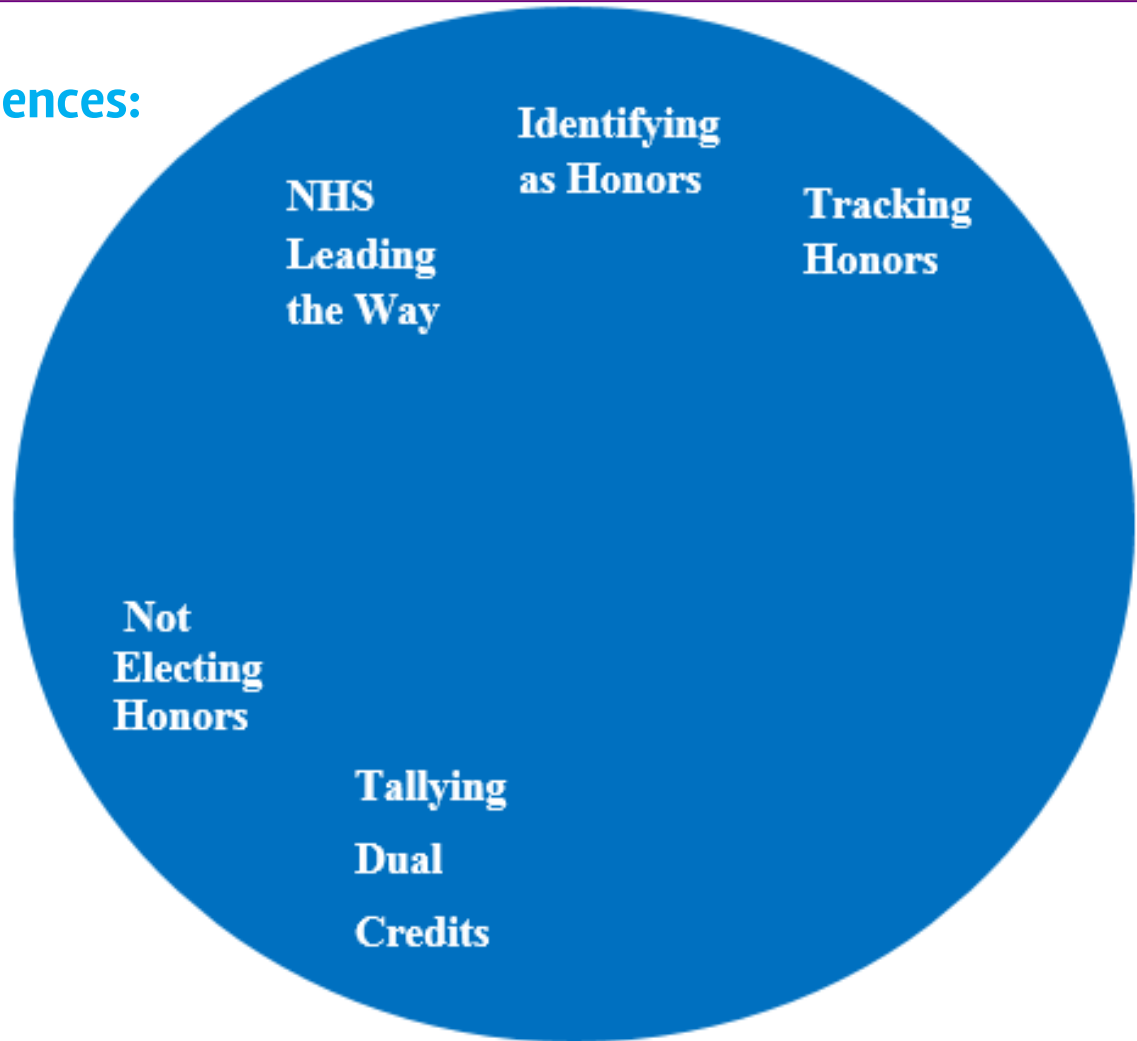 ences:
NHS
Leading
the Way
Identifying
as Honors
Tracking
Honors
Not
Electing
Honors
Tallying
Dual
Credits